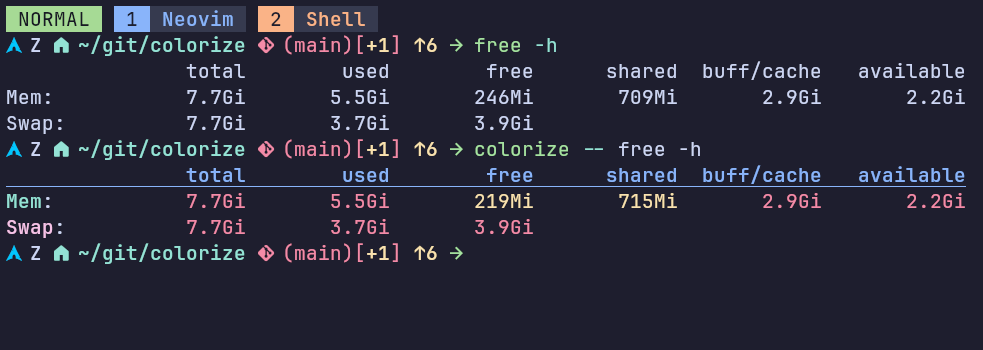 NORMAL 1 Neovim 2 Shell
Z ~/git/colorize (main)[+1] ↑6 → free -h
total used free shared buff/cache available
Mem: 7.7Gi 5.5Gi 246Mi 709Mi 2.9Gi 2.2Gi
Swap: 7.7Gi 3.7Gi 3.9Gi
Z ~/git/colorize (main)[+1] ↑6 → colorize -- free -h
total used free shared buff/cache available
Mem: 7.7Gi 5.5Gi 219Mi 715Mi 2.9Gi 2.2Gi
Swap: 7.7Gi 3.7Gi 3.9Gi
Z ~/git/colorize (main)[+1] ↑6 →